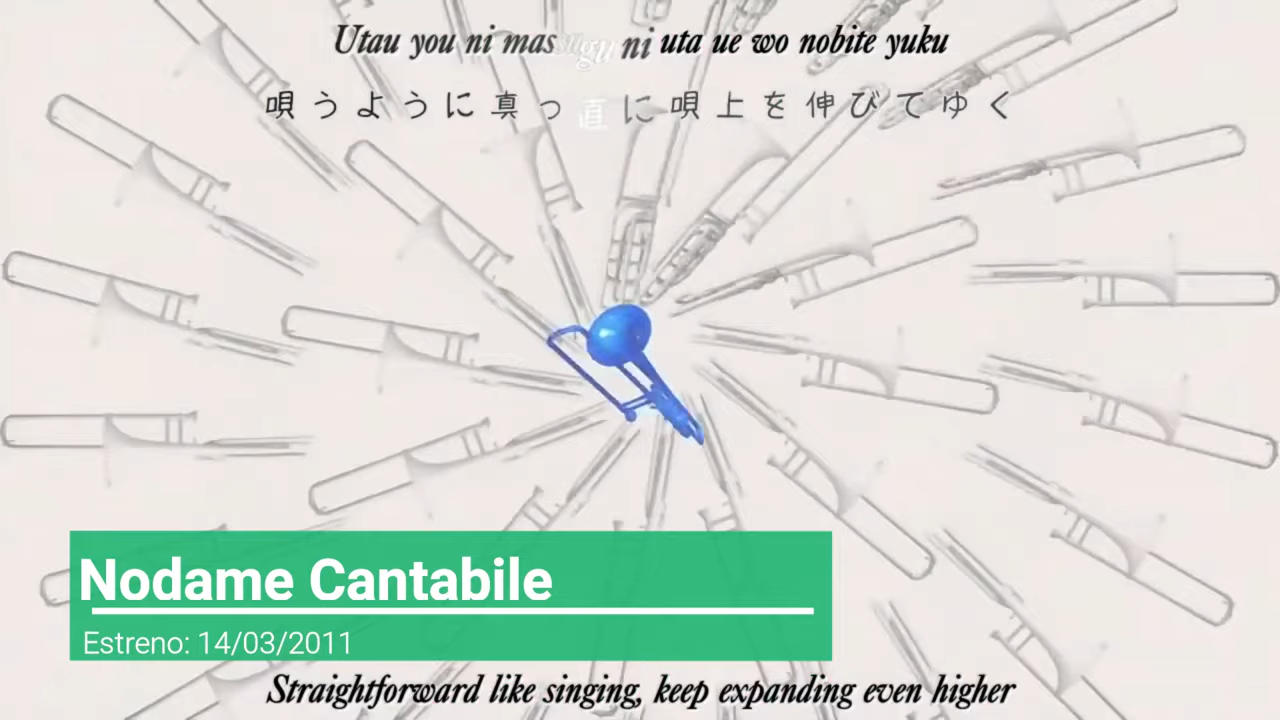 Utau you ni massugu ni uta ue wo nobite yuku
唄うように真っ直に唄上を伸びてゆく
Nodame Cantabile
Estreno: 14/03/2011
Straightforward like singing, keep expanding even higher